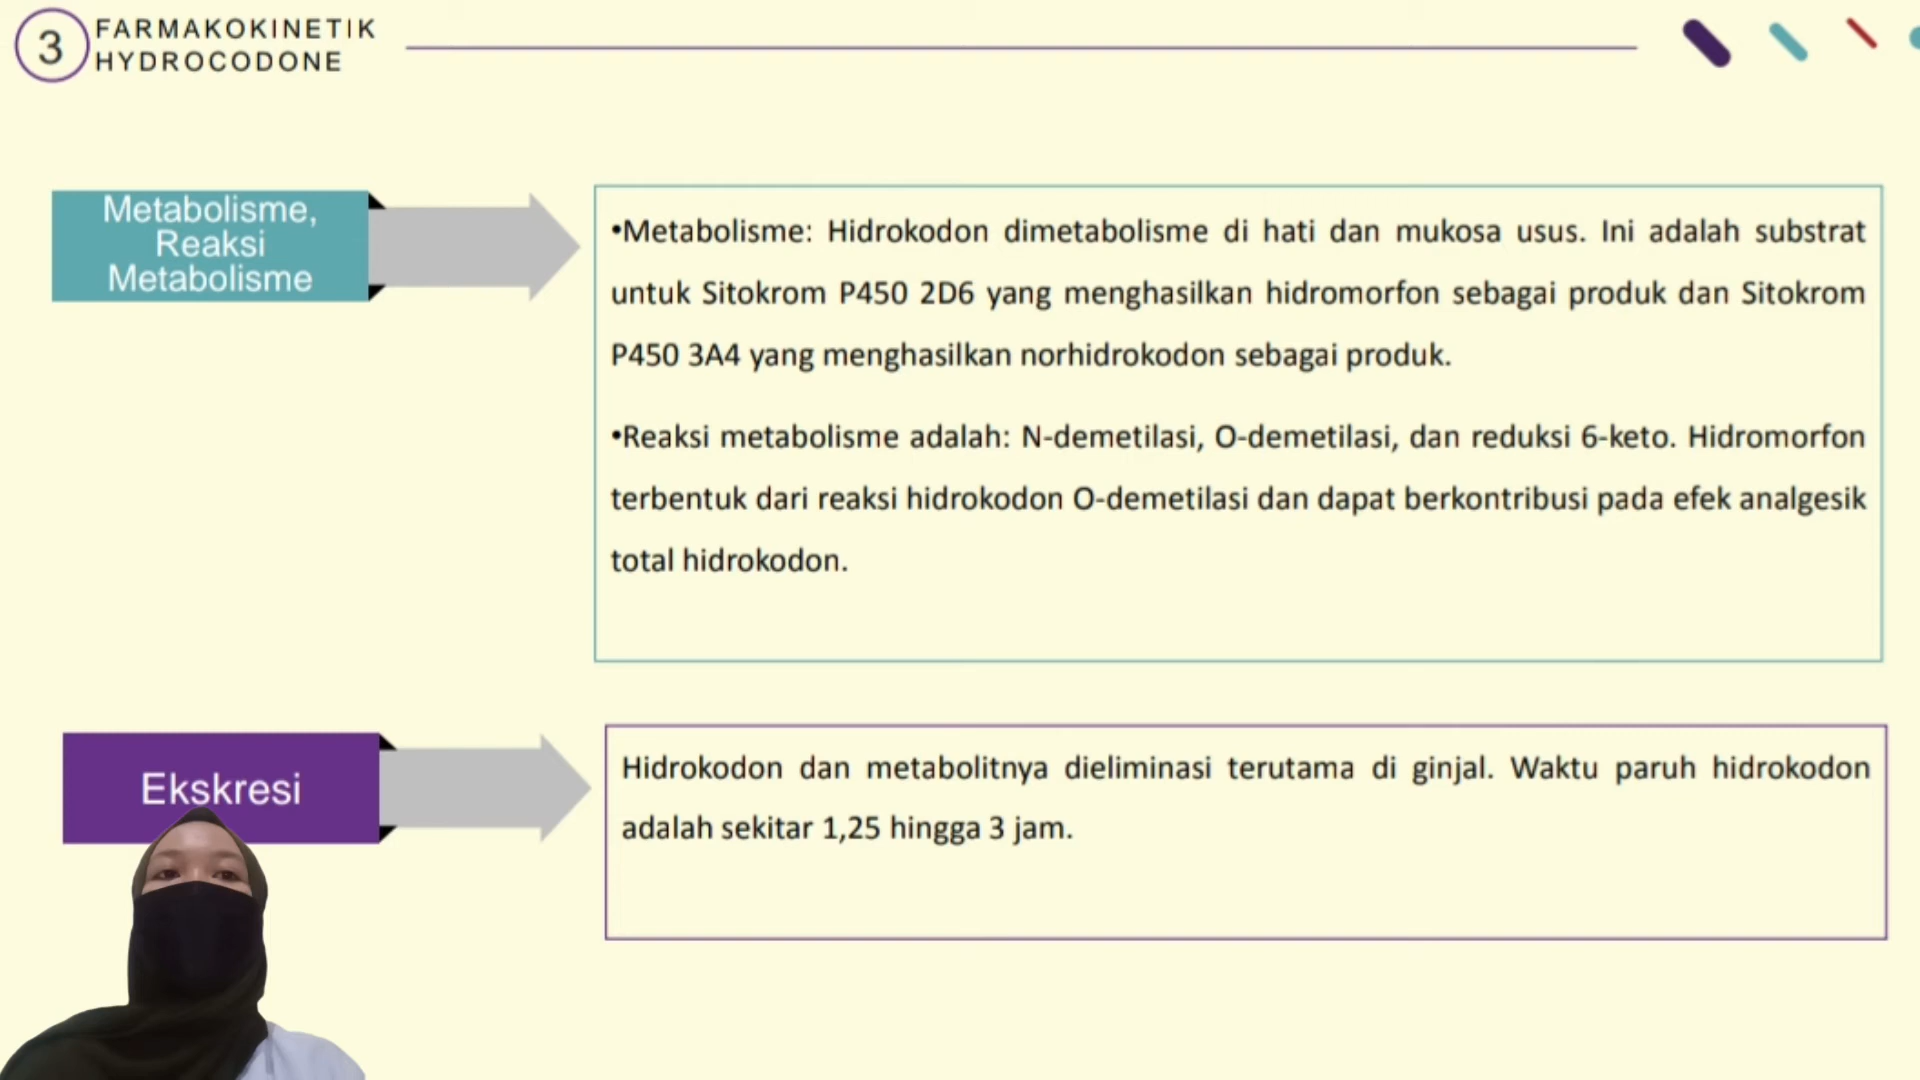 3
FARMAKOKINETIK
HYDROCODONE
Metabolisme,
Reaksi
Metabolisme
•Metabolisme: Hidrokodon dimetabolisme di hati dan mukosa usus. Ini adalah substrat
untuk Sitokrom P450 2D6 yang menghasilkan hidromorfon sebagai produk dan Sitokrom
P450 3A4 yang menghasilkan norhidrokodon sebagai produk.
•Reaksi metabolisme adalah: N-demetilasi, O-demetilasi, dan reduksi 6-keto. Hidromorfon
terbentuk dari reaksi hidrokodon O-demetilasi dan dapat berkontribusi pada efek analgesik
total hidrokodon.
Ekskresi
Hidrokodon dan metabolitnya dieliminasi terutama di ginjal. Waktu paruh hidrokodon
adalah sekitar 1,25 hingga 3 jam.